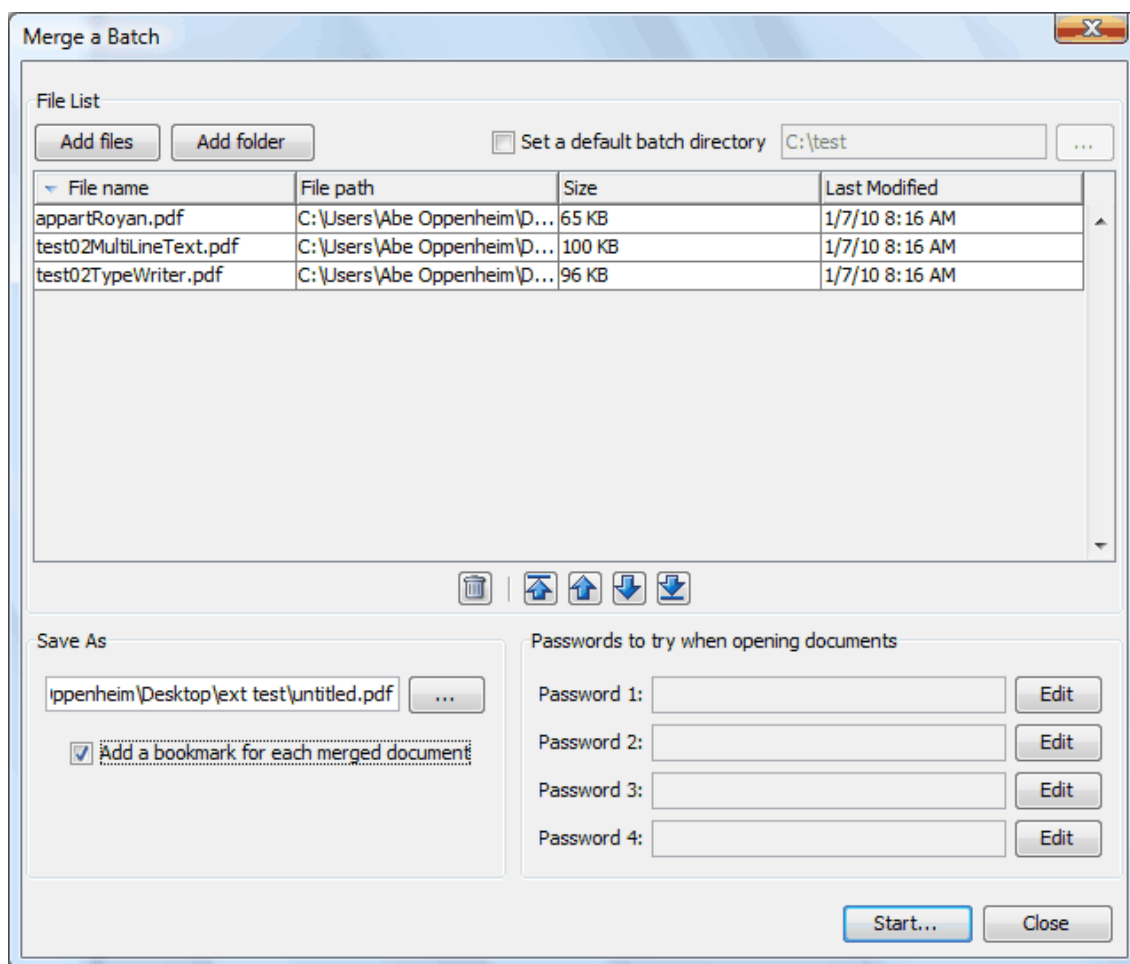 Merge a Batch
File List
Add files Add folder Set a default batch directory C:\test ...
File name File path Size Last Modified
appartRoyan.pdf C:\Users\Abe Oppenheim\D... 65 KB 1/7/10 8:16 AM
test02MultiLineText.pdf C:\Users\Abe Oppenheim\D... 100 KB 1/7/10 8:16 AM
test02TypeWriter.pdf C:\Users\Abe Oppenheim\D... 96 KB 1/7/10 8:16 AM
Save As
ppenheim\Desktop\ext test\untitled.pdf ...
Add a bookmark for each merged document
Passwords to try when opening documents
Password 1: Edit
Password 2: Edit
Password 3: Edit
Password 4: Edit
Start... Close